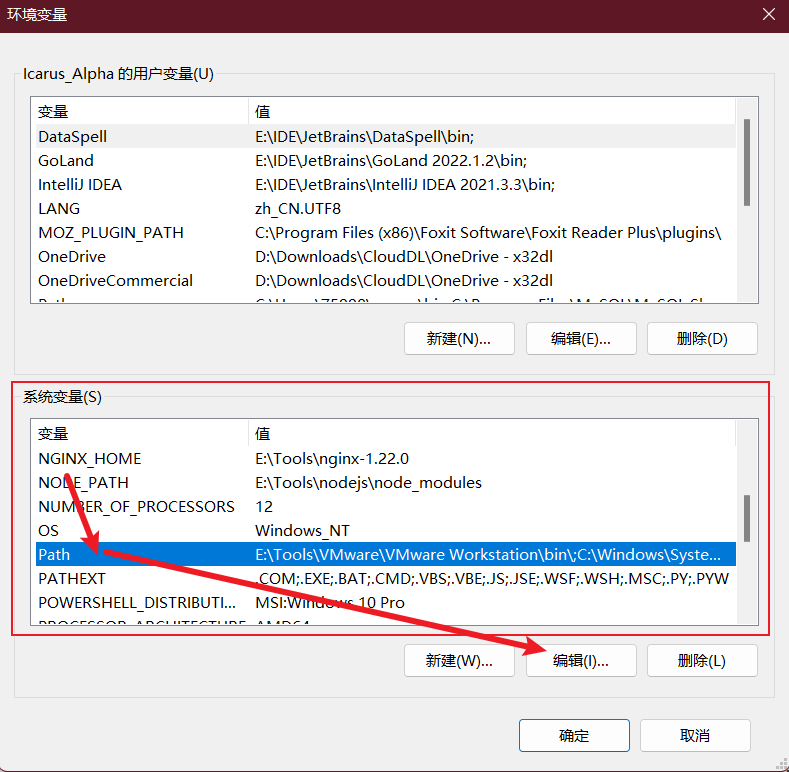 环境变量
Icarus_Alpha 的用户变量(U)
变量 值
DataSpell E:\IDE\JetBrains\DataSpell\bin;
GoLand E:\IDE\JetBrains\GoLand 2022.1.2\bin;
IntelliJ IDEA E:\IDE\JetBrains\IntelliJ IDEA 2021.3.3\bin;
LANG zh_CN.UTF8
MOZ_PLUGIN_PATH C:\Program Files (x86)\Foxit Software\Foxit Reader Plus\plugins\
OneDrive D:\Downloads\CloudDL\OneDrive - x32dl
OneDriveCommercial D:\Downloads\CloudDL\OneDrive - x32dl
新建(N)... 编辑(E)... 删除(D)
系统变量(S)
变量 值
NGINX_HOME E:\Tools\nginx-1.22.0
NODE_PATH E:\Tools\nodejs\node_modules
NUMBER_OF_PROCESSORS 12
OS Windows_NT
Path E:\Tools\VMware\VMware Workstation\bin\;C:\Windows\Syste...
PATHEXT .COM;.EXE;.BAT;.CMD;.VBS;.VBE;.JS;.JSE;.WSF;.WSH;.MSC;.PY;.PYW
POWERSHELL_DISTRIBUTI... MSI:Windows 10 Pro
PROCESSOR_ARCHITECTURE AMD64
新建(W)... 编辑(I)... 删除(L)
确定 取消